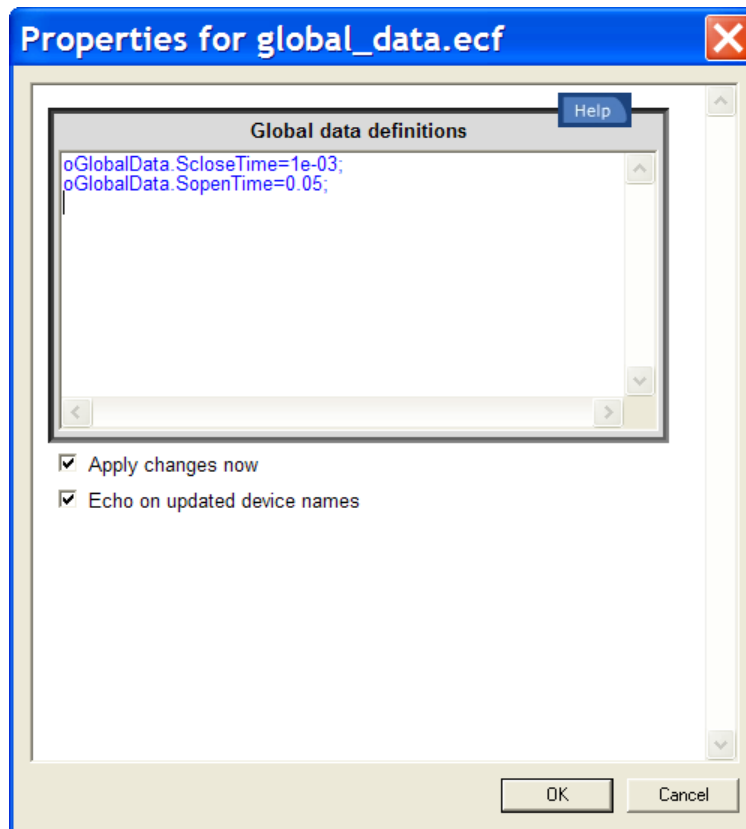 Properties for global_data.ecf
Help
Global data definitions
oGlobalData.ScloseTime=1e-03;
oGlobalData.SopenTime=0.05;
Apply changes now
Echo on updated device names
OK
Cancel